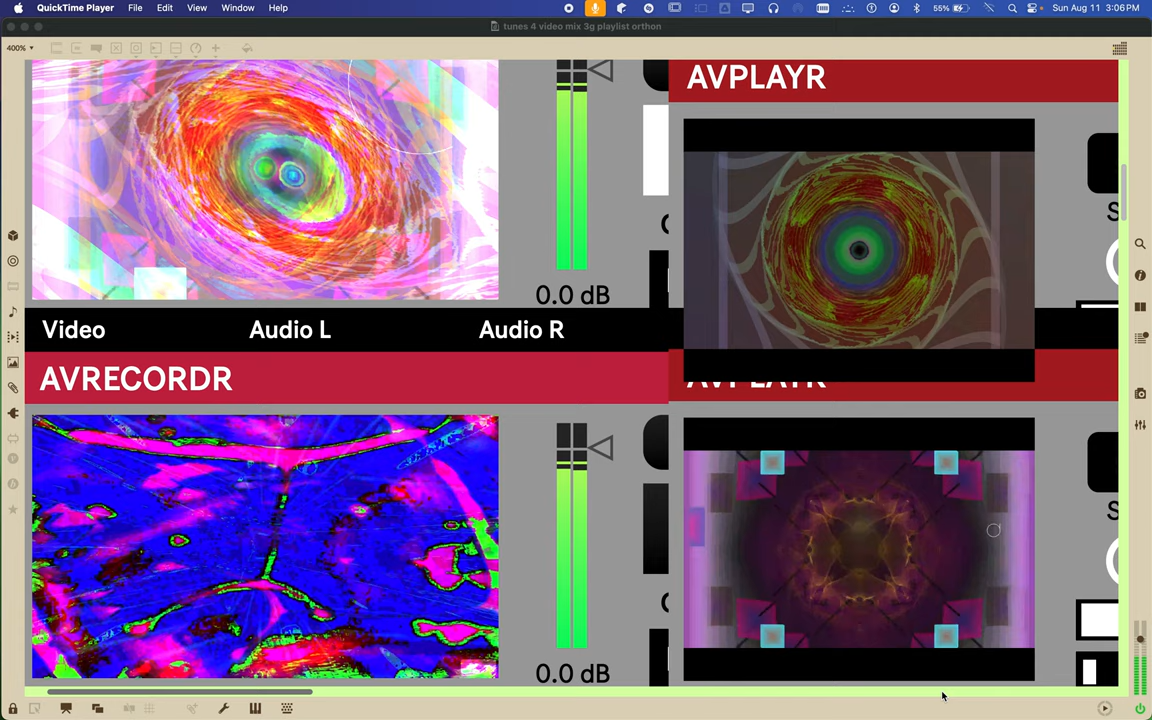 QuickTime Player File Edit View Window Help 55% Sun Aug 11 3:06 PM
tunes 4 video mix 3g playlist orthon
400%
AVPLAYR
0.0 dB
Video Audio L Audio R
AVRECORDR
AVPLAYR
0.0 dB